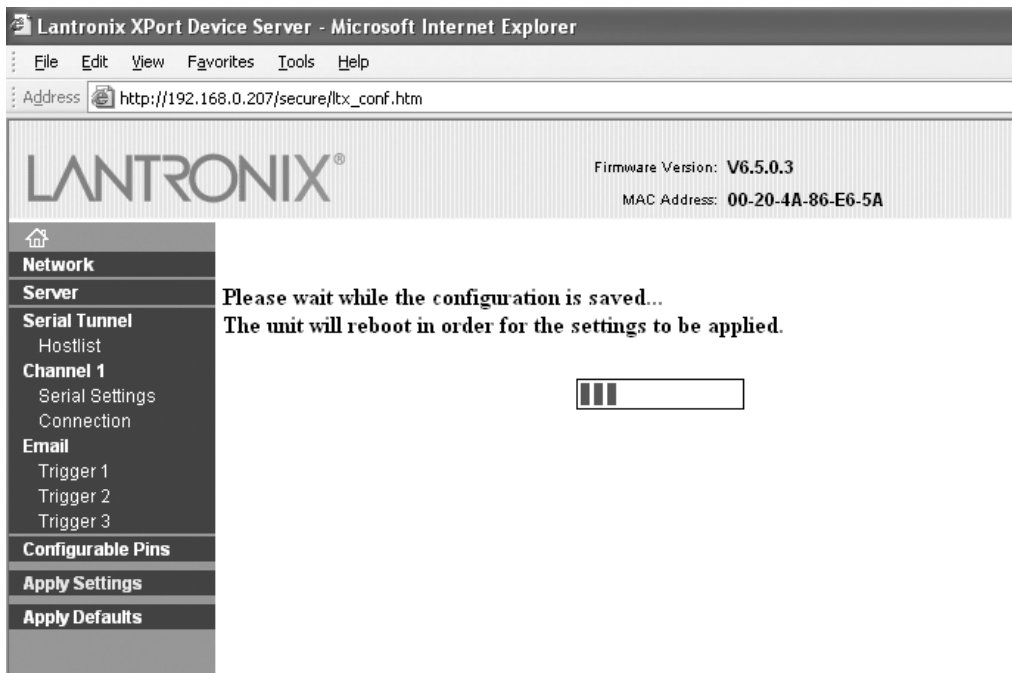 Lantronix XPort Device Server - Microsoft Internet Explorer
File Edit View Favorites Tools Help
Address http://192.168.0.207/secure/ltx_conf.htm
LANTRONIX®
Firmware Version: V6.5.0.3
MAC Address: 00-20-4A-86-E6-5A
Network
Server
Serial Tunnel
Hostlist
Channel 1
Serial Settings
Connection
Email
Trigger 1
Trigger 2
Trigger 3
Configurable Pins
Apply Settings
Apply Defaults
Please wait while the configuration is saved...
The unit will reboot in order for the settings to be applied.